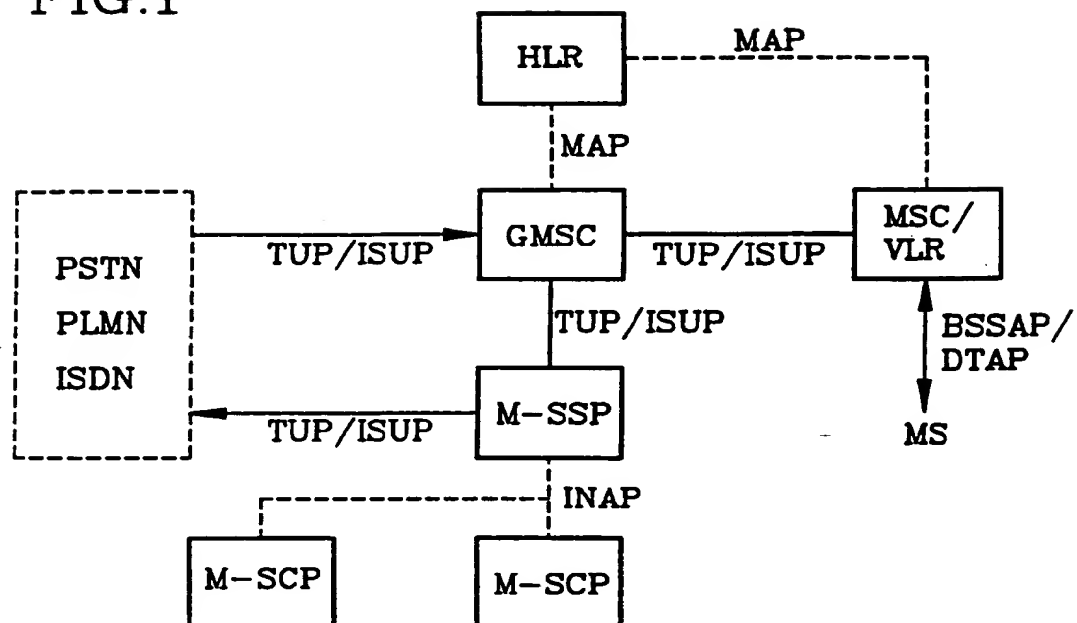 FIG.1
HLR
MAP
MAP
GMSC
MSC/
VLR
TUP/ISUP
TUP/ISUP
PSTN
PLMN
ISDN
TUP/ISUP
BSSAP/
DTAP
M-SSP
TUP/ISUP
MS
INAP
M-SCP
M-SCP